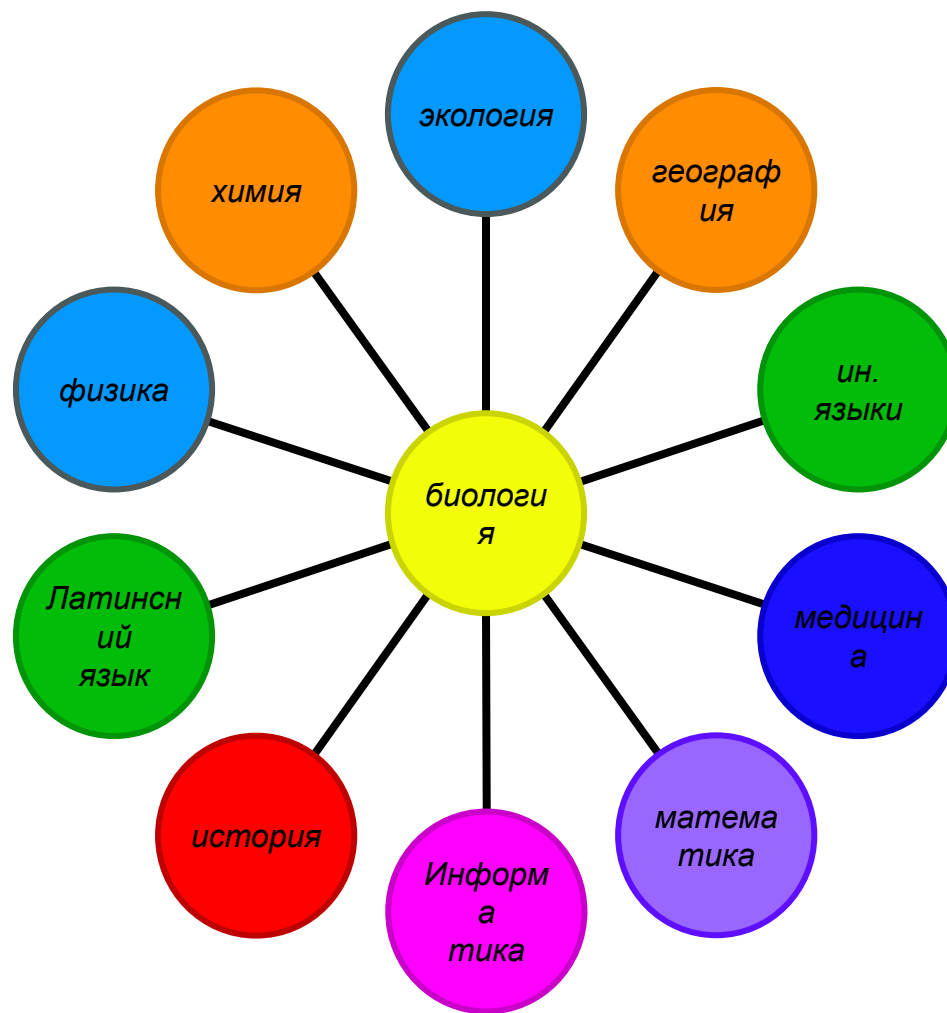 экология
химия
географ
ия
физика
ин.
языки
биологи
я
Латинсн
ий
язык
медицин
а
история
матема
тика
Информ
а
тика